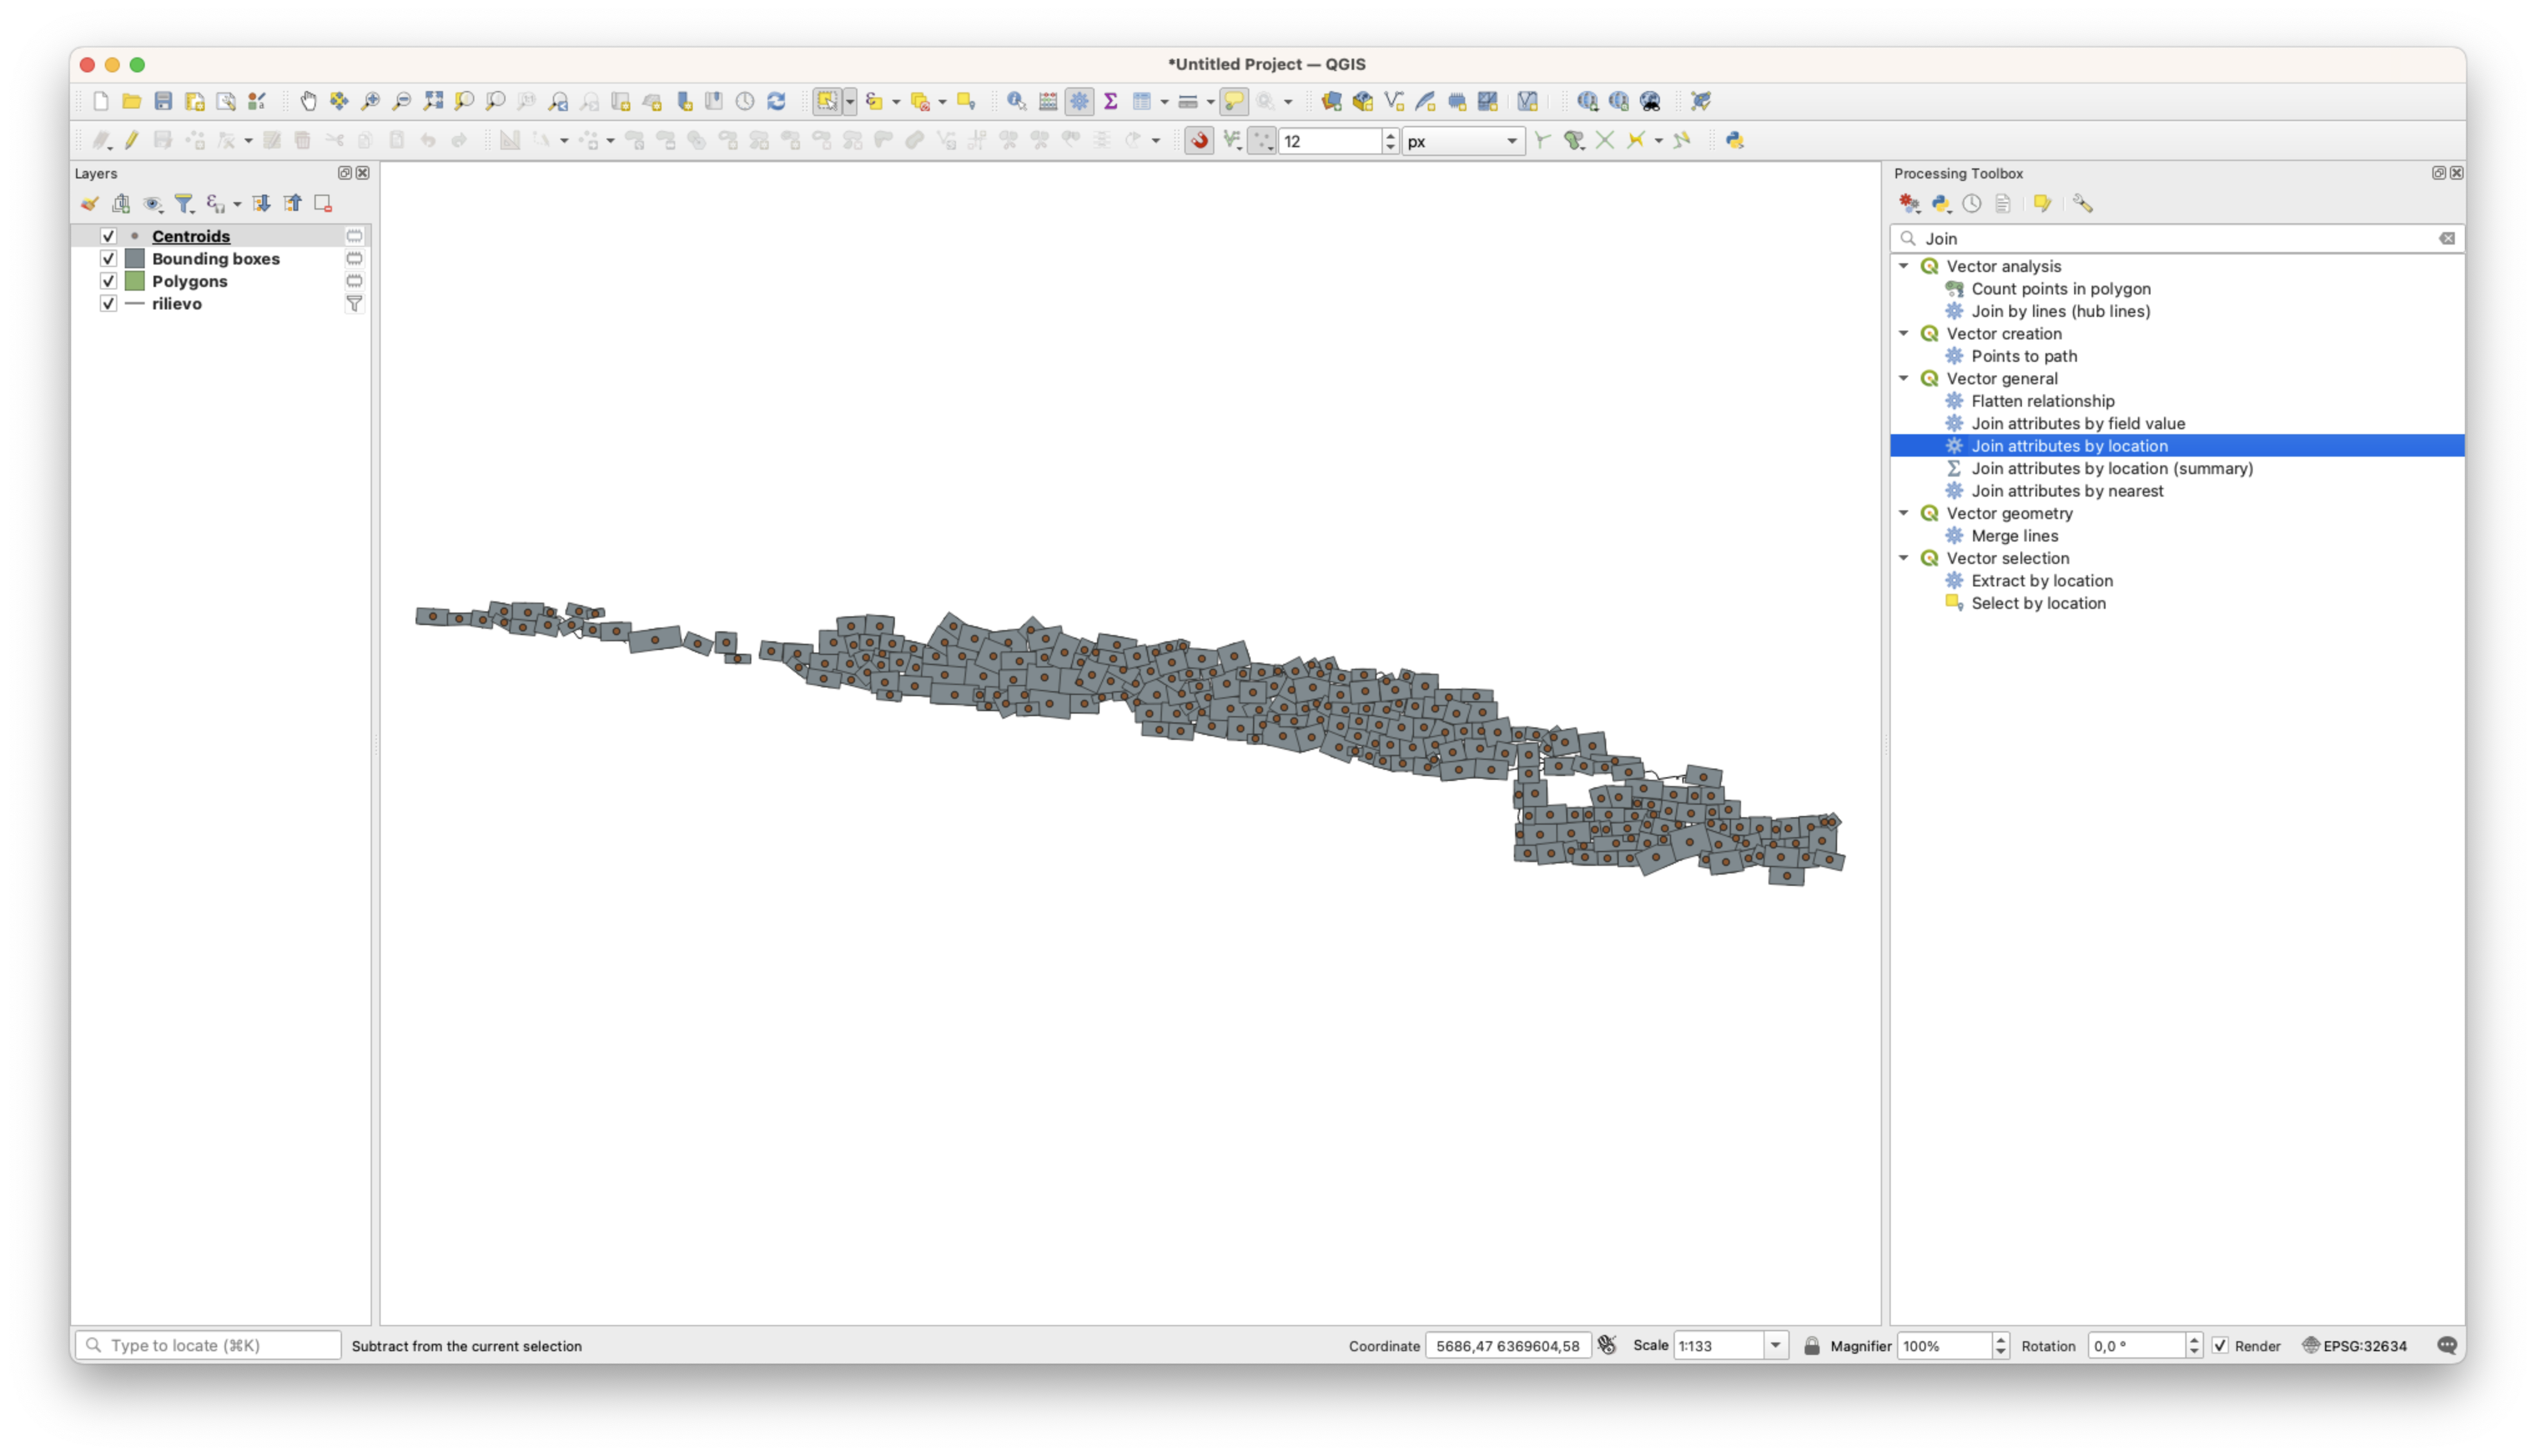 *Untitled Project — QGIS
12
px
Layers
Centroids
Bounding boxes
Polygons
rilievo
Processing Toolbox
Join
Vector analysis
Count points in polygon
Join by lines (hub lines)
Vector creation
Points to path
Vector general
Flatten relationship
Join attributes by field value
Join attributes by location
Join attributes by location (summary)
Join attributes by nearest
Vector geometry
Merge lines
Vector selection
Extract by location
Select by location
Type to locate (⌘K)
Subtract from the current selection
Coordinate 5686,47 6369604,58
Scale 1:133
Magnifier 100%
Rotation 0,0 °
Render
EPSG:32634